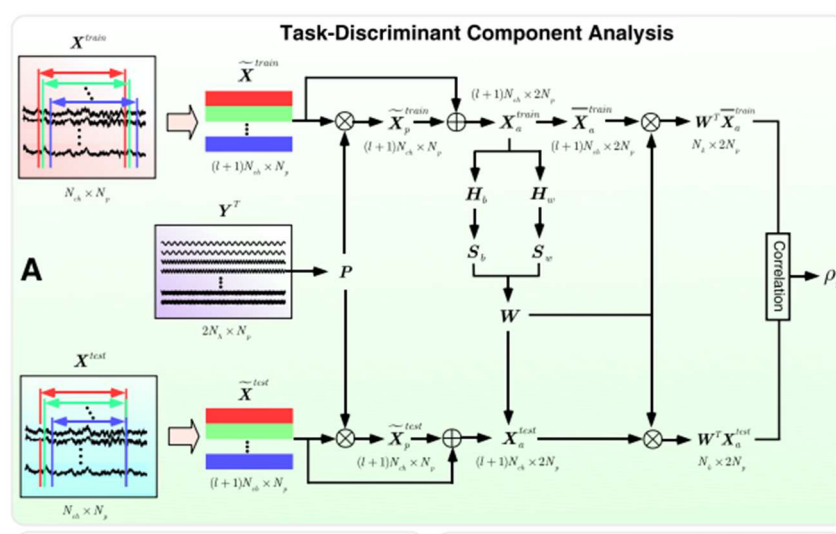 Task-Discriminant Component Analysis
X^train
X̃^train
(l+1)N_ch × N_p
N_ch × N_p
X̃_p^train
(l+1)N_ch × N_p
(l+1)N_ch × 2N_p
X_a^train
X̅_a^train
(l+1)N_ch × 2N_p
W^T X̅_a^train
N_k × 2N_p
H_b
H_w
S_b
S_w
Y^T
2N_h × N_p
A
P
W
Correlation
ρ
X^test
N_ch × N_p
X̃^test
(l+1)N_ch × N_p
X̃_p^test
(l+1)N_ch × N_p
X_a^test
(l+1)N_ch × 2N_p
W^T X_a^test
N_k × 2N_p